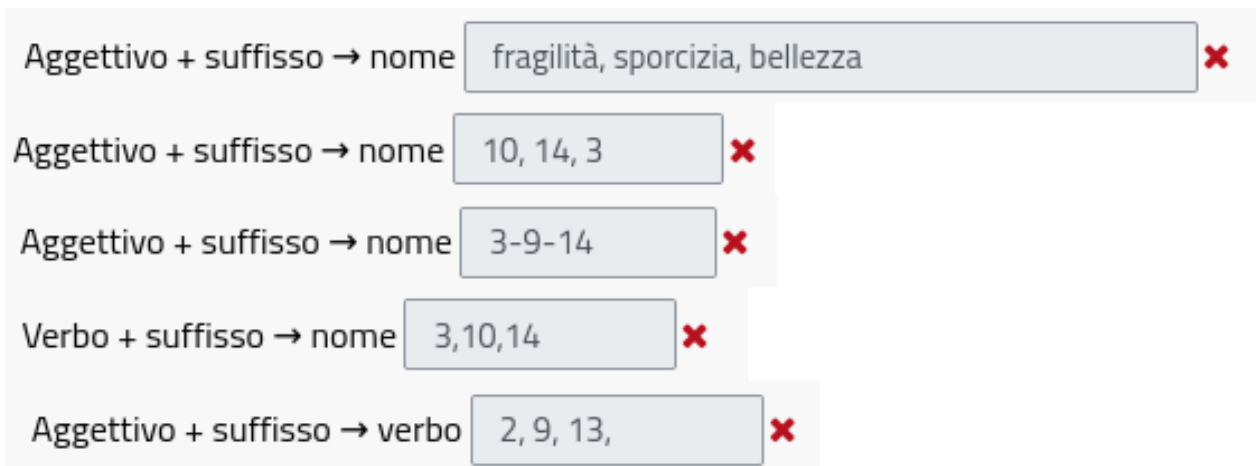 Aggettivo + suffisso → nome fragilità, sporcizia, bellezza
Aggettivo + suffisso → nome 10, 14, 3
Aggettivo + suffisso → nome 3-9-14
Verbo + suffisso → nome 3,10,14
Aggettivo + suffisso → verbo 2, 9, 13,